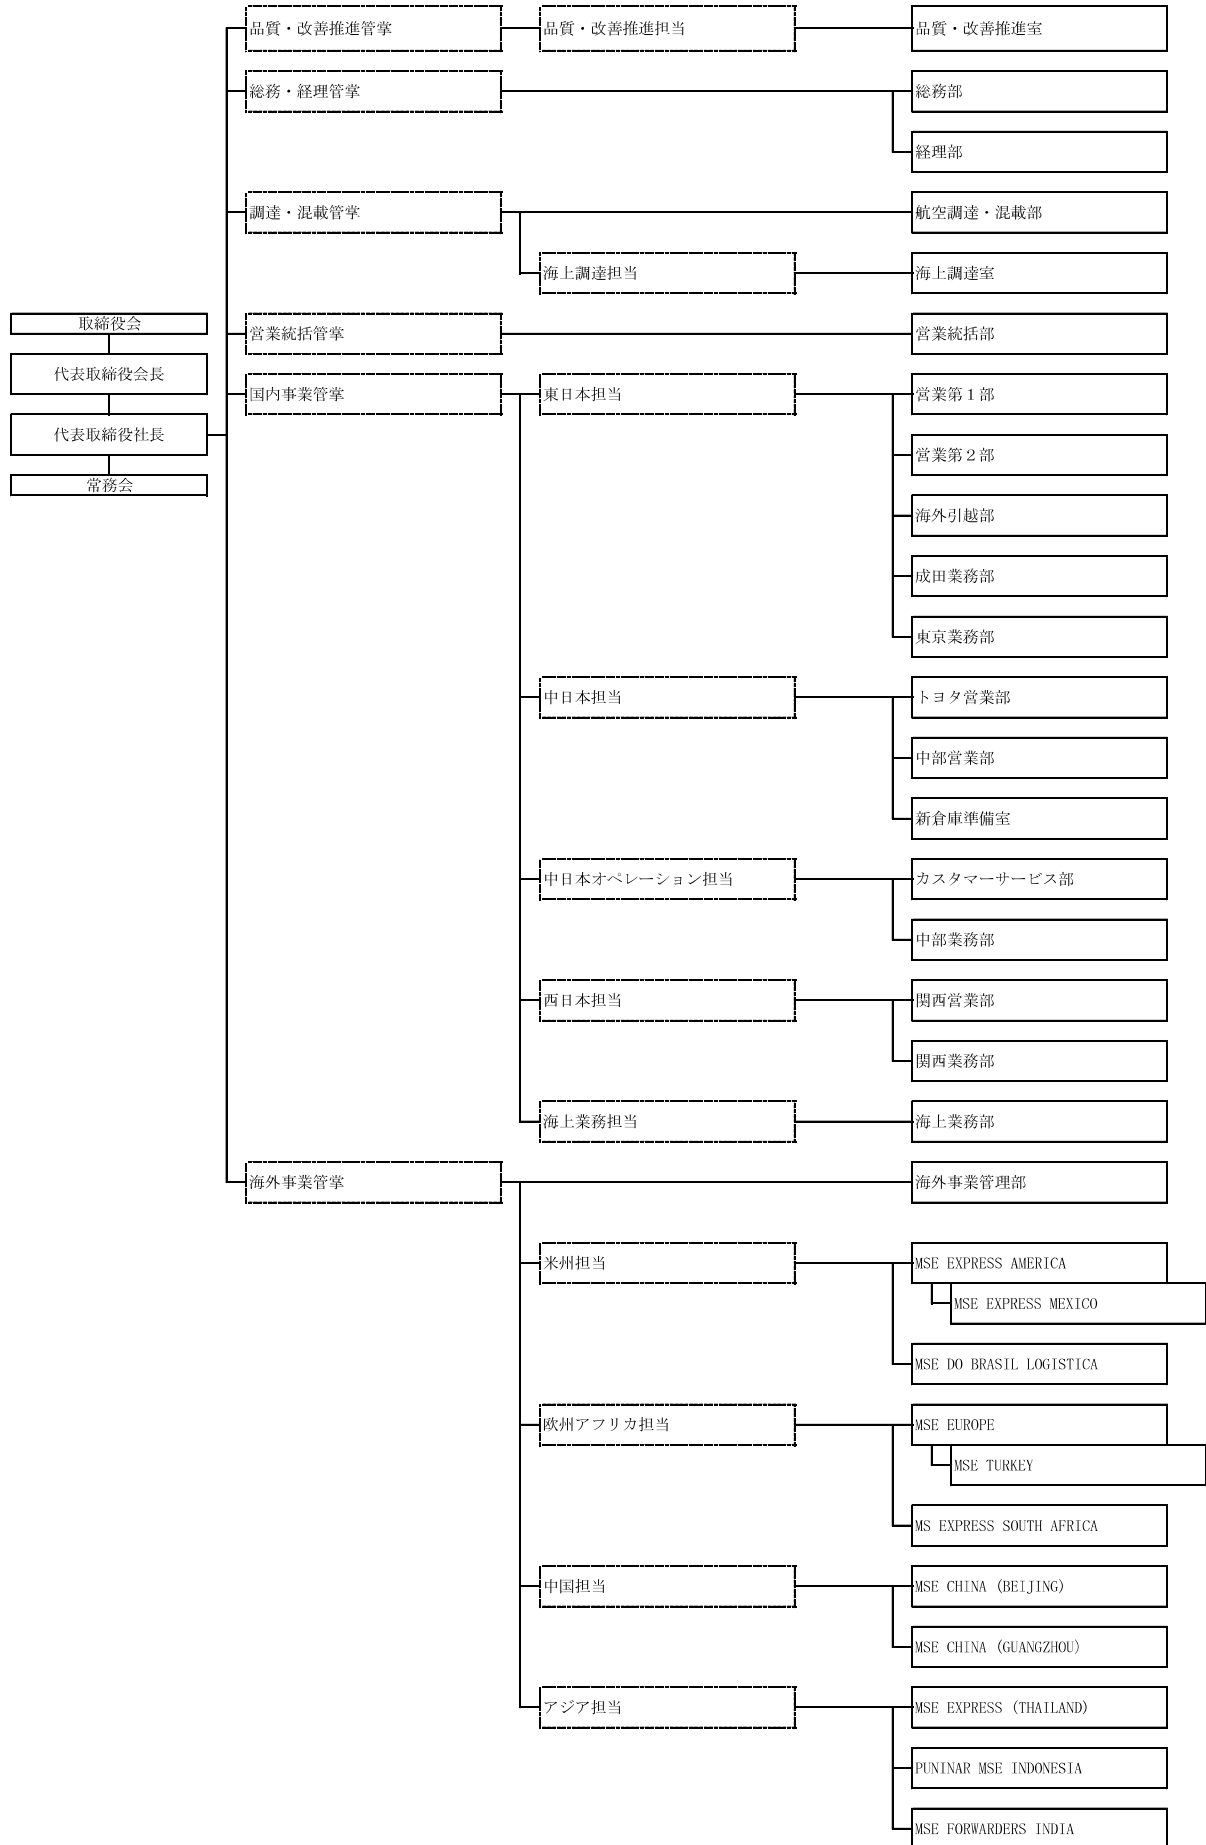 品質・改善推進管掌
品質・改善推進担当
品質・改善推進室
総務・経理管掌
総務部
経理部
調達・混載管掌
航空調達・混載部
海上調達担当
海上調達室
取締役会
代表取締役会長
代表取締役社長
常務会
営業統括管掌
営業統括部
国内事業管掌
東日本担当
営業第１部
営業第２部
海外引越部
成田業務部
東京業務部
中日本担当
トヨタ営業部
中部営業部
新倉庫準備室
中日本オペレーション担当
カスタマーサービス部
中部業務部
西日本担当
関西営業部
関西業務部
海上業務担当
海上業務部
海外事業管掌
海外事業管理部
米州担当
MSE EXPRESS AMERICA
MSE EXPRESS MEXICO
MSE DO BRASIL LOGISTICA
欧州アフリカ担当
MSE EUROPE
MSE TURKEY
MS EXPRESS SOUTH AFRICA
中国担当
MSE CHINA (BEIJING)
MSE CHINA (GUANGZHOU)
アジア担当
MSE EXPRESS (THAILAND)
PUNINAR MSE INDONESIA
MSE FORWARDERS INDIA